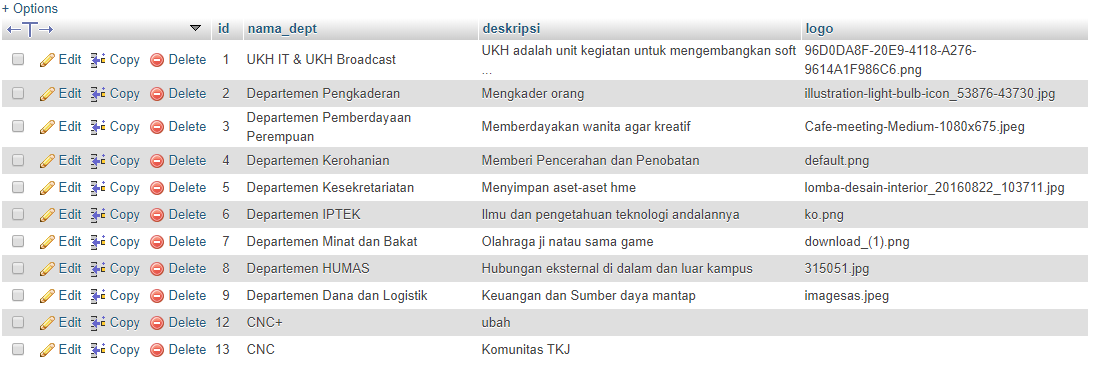 + Options
id nama_dept deskripsi logo
Edit Copy Delete 1 UKH IT & UKH Broadcast UKH adalah unit kegiatan untuk mengembangkan soft ... 96D0DA8F-20E9-4118-A276-9614A1F986C6.png
Edit Copy Delete 2 Departemen Pengkaderan Mengkader orang illustration-light-bulb-icon_53876-43730.jpg
Edit Copy Delete 3 Departemen Pemberdayaan Perempuan Memberdayakan wanita agar kreatif Cafe-meeting-Medium-1080x675.jpeg
Edit Copy Delete 4 Departemen Kerohanian Memberi Pencerahan dan Penobatan default.png
Edit Copy Delete 5 Departemen Kesekretariatan Menyimpan aset-aset hme lomba-desain-interior_20160822_103711.jpg
Edit Copy Delete 6 Departemen IPTEK Ilmu dan pengetahuan teknologi andalannya ko.png
Edit Copy Delete 7 Departemen Minat dan Bakat Olahraga ji natau sama game download_(1).png
Edit Copy Delete 8 Departemen HUMAS Hubungan eksternal di dalam dan luar kampus 315051.jpg
Edit Copy Delete 9 Departemen Dana dan Logistik Keuangan dan Sumber daya mantap imagesas.jpeg
Edit Copy Delete 12 CNC+ ubah
Edit Copy Delete 13 CNC Komunitas TKJ